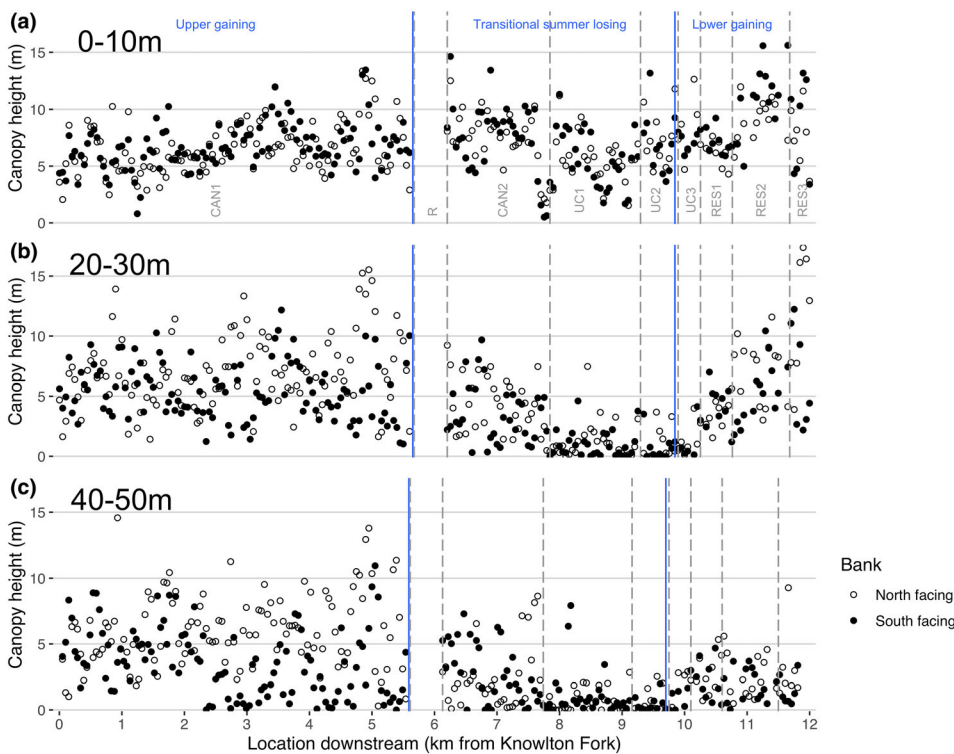 (a)
0-10m
Upper gaining
Transitional summer losing
Lower gaining
Canopy height (m)
15
10
5
0
CAN1
R
CAN2
UC1
UC2
UC3
RES1
RES2
RES3
(b)
20-30m
Canopy height (m)
15
10
5
0
(c)
40-50m
Canopy height (m)
15
10
5
0
0 1 2 3 4 5 6 7 8 9 10 11 12
Location downstream (km from Knowlton Fork)
Bank
North facing
South facing